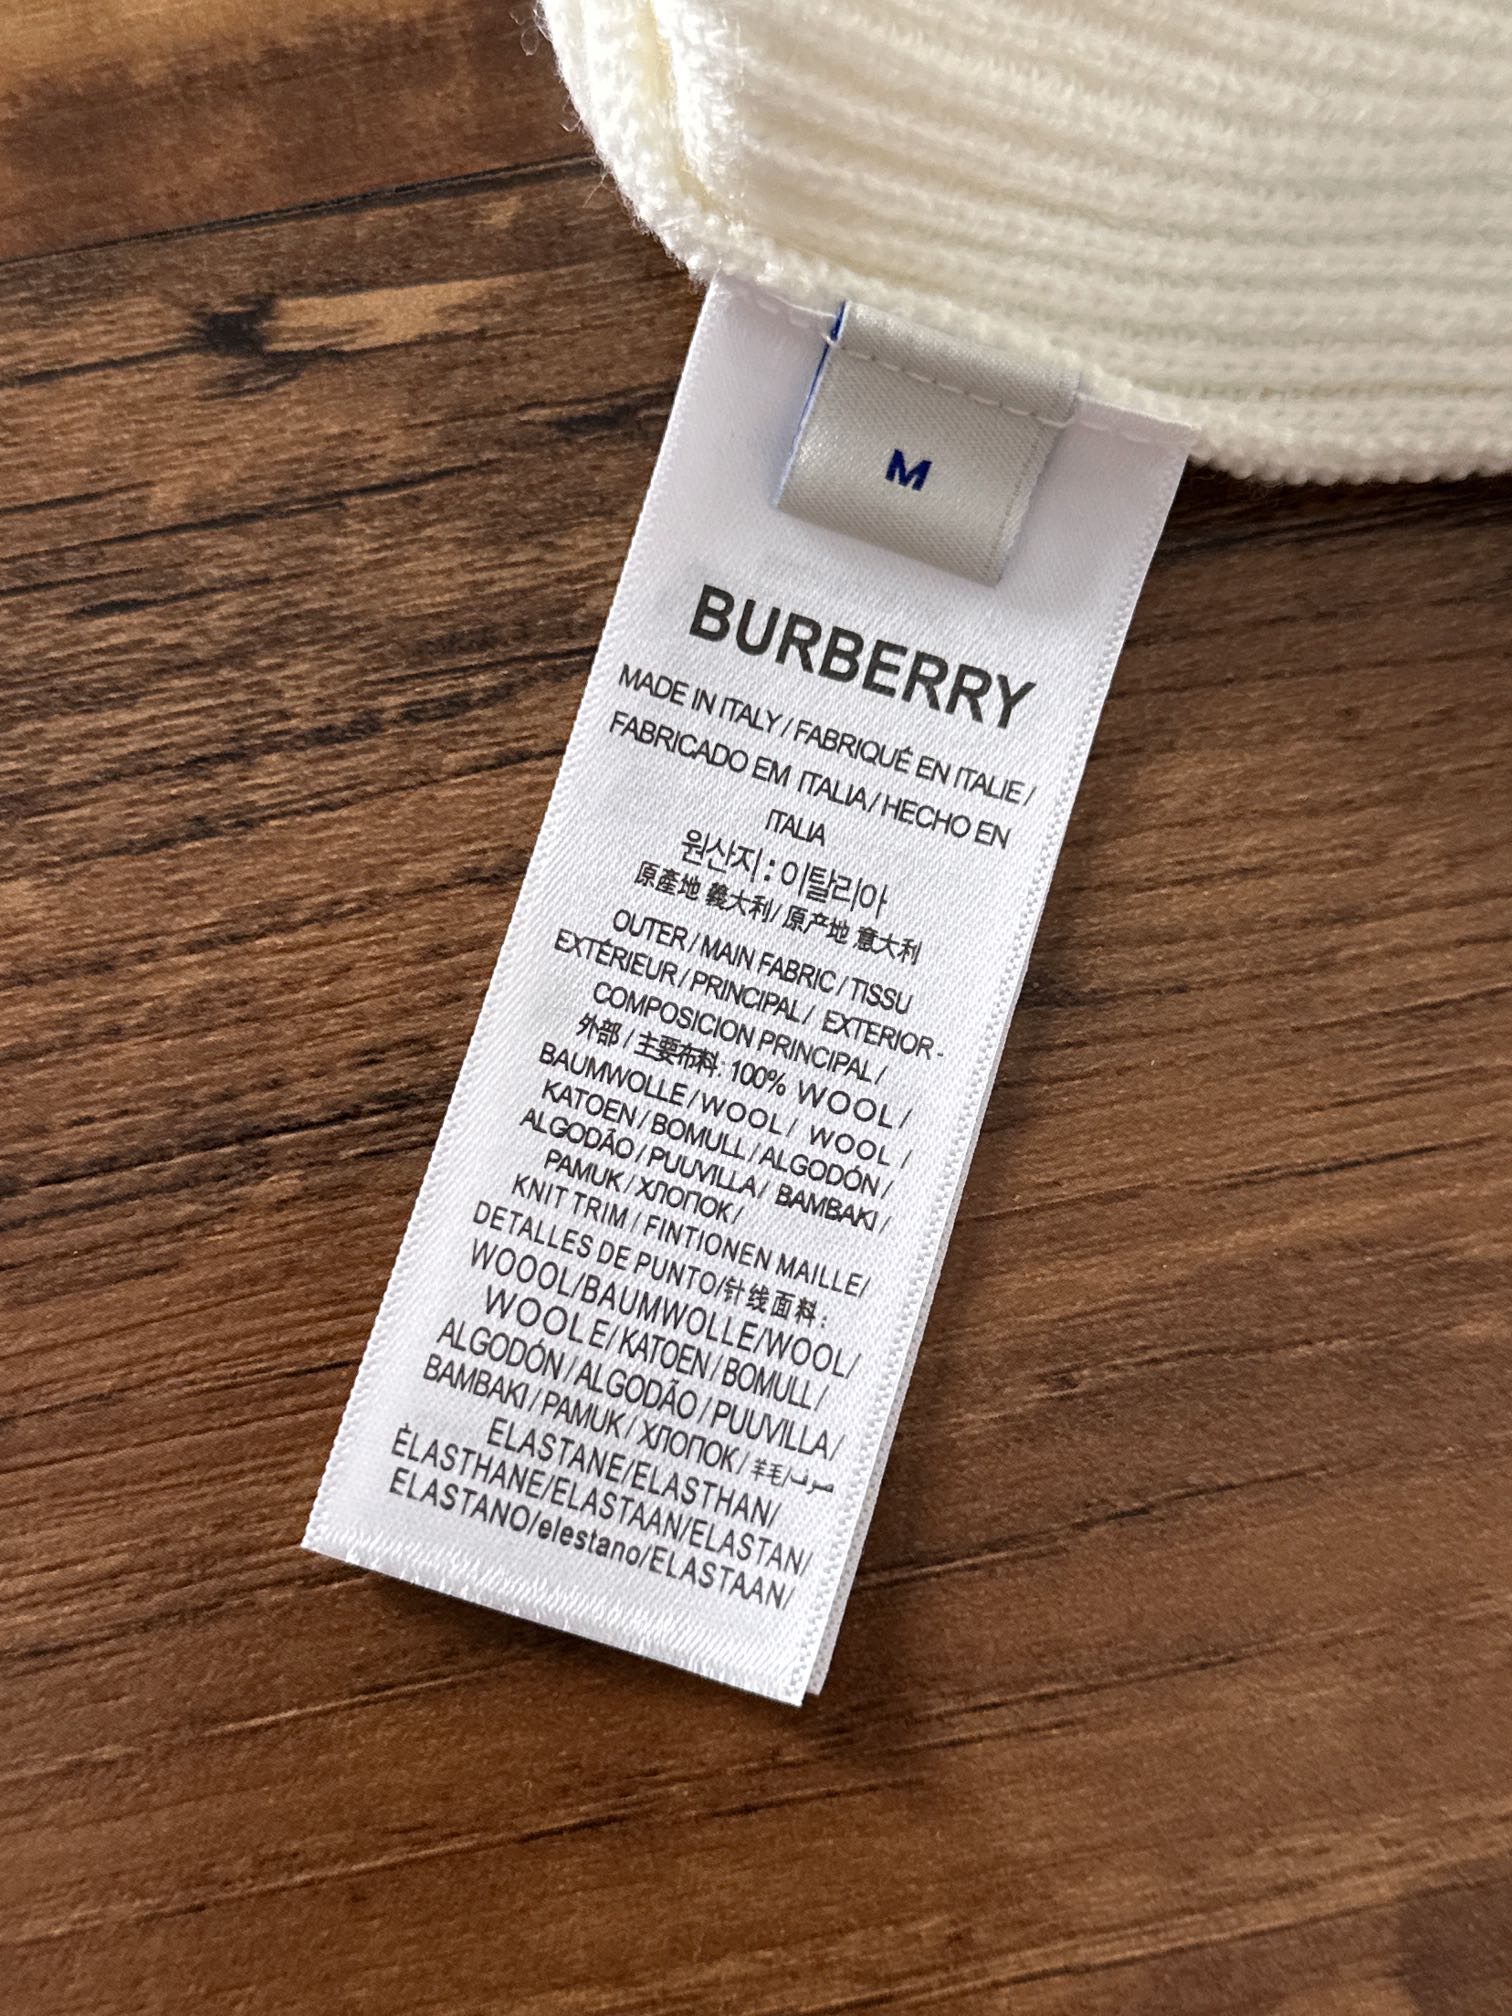 M
BURBERRY
MADE IN ITALY / FABRIQUÉ EN ITALIE /
FABRICADO EM ITALIA / HECHO EN
ITALIA
원산지 : 이탈리아
原產地 義大利/ 原产地 意大利
OUTER / MAIN FABRIC / TISSU
EXTÉRIEUR / PRINCIPAL / EXTERIOR-
COMPOSICION PRINCIPAL /
外部 / 主要布料: 100% WOOL /
BAUMWOLLE / WOOL / WOOL /
KATOEN / BOMULL / ALGODÓN /
ALGODÃO / PUUVILLA / BAMBAKI /
PAMUK / ХЛОПОК /
KNIT TRIM / FINTIONEN MAILLE/
DETALLES DE PUNTO/针线面料:
WOOOL/BAUMWOLLE/WOOL/
WOOLE/KATOEN / BOMULL /
ALGODÓN / ALGODÃO / PUUVILLA /
BAMBAKI / PAMUK / ХЛОПОК / 羊毛/صوف
ELASTANE/ELASTHAN/
ÉLASTHANE/ELASTAAN/ELASTAN/
ELASTANO/elestano/ELASTAAN/